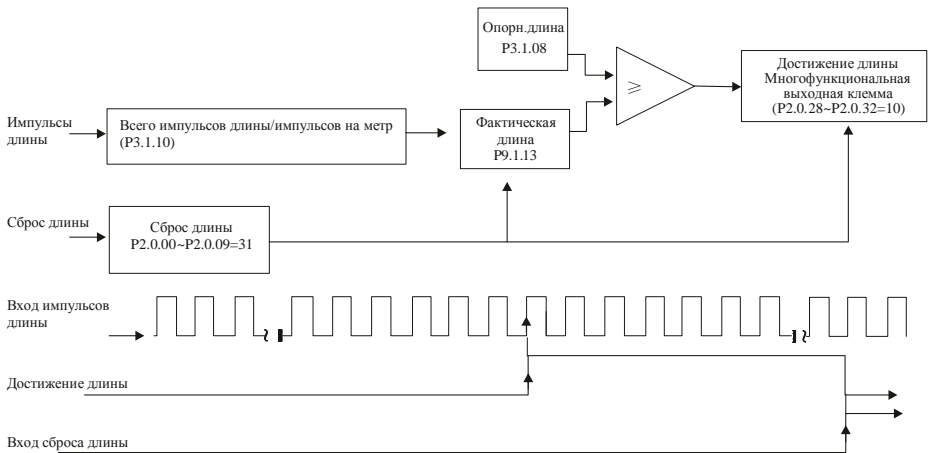 Опорн.длина
P3.1.08
Достижение длины
Многофункциональная
выходная клемма
(P2.0.28~P2.0.32=10)
≥
Импульсы
длины
Всего импульсов длины/импульсов на метр
(P3.1.10)
Фактическая
длина
P9.1.13
Сброс длины
Сброс длины
P2.0.00~P2.0.09=31
Вход импульсов
длины
Достижение длины
Вход сброса длины